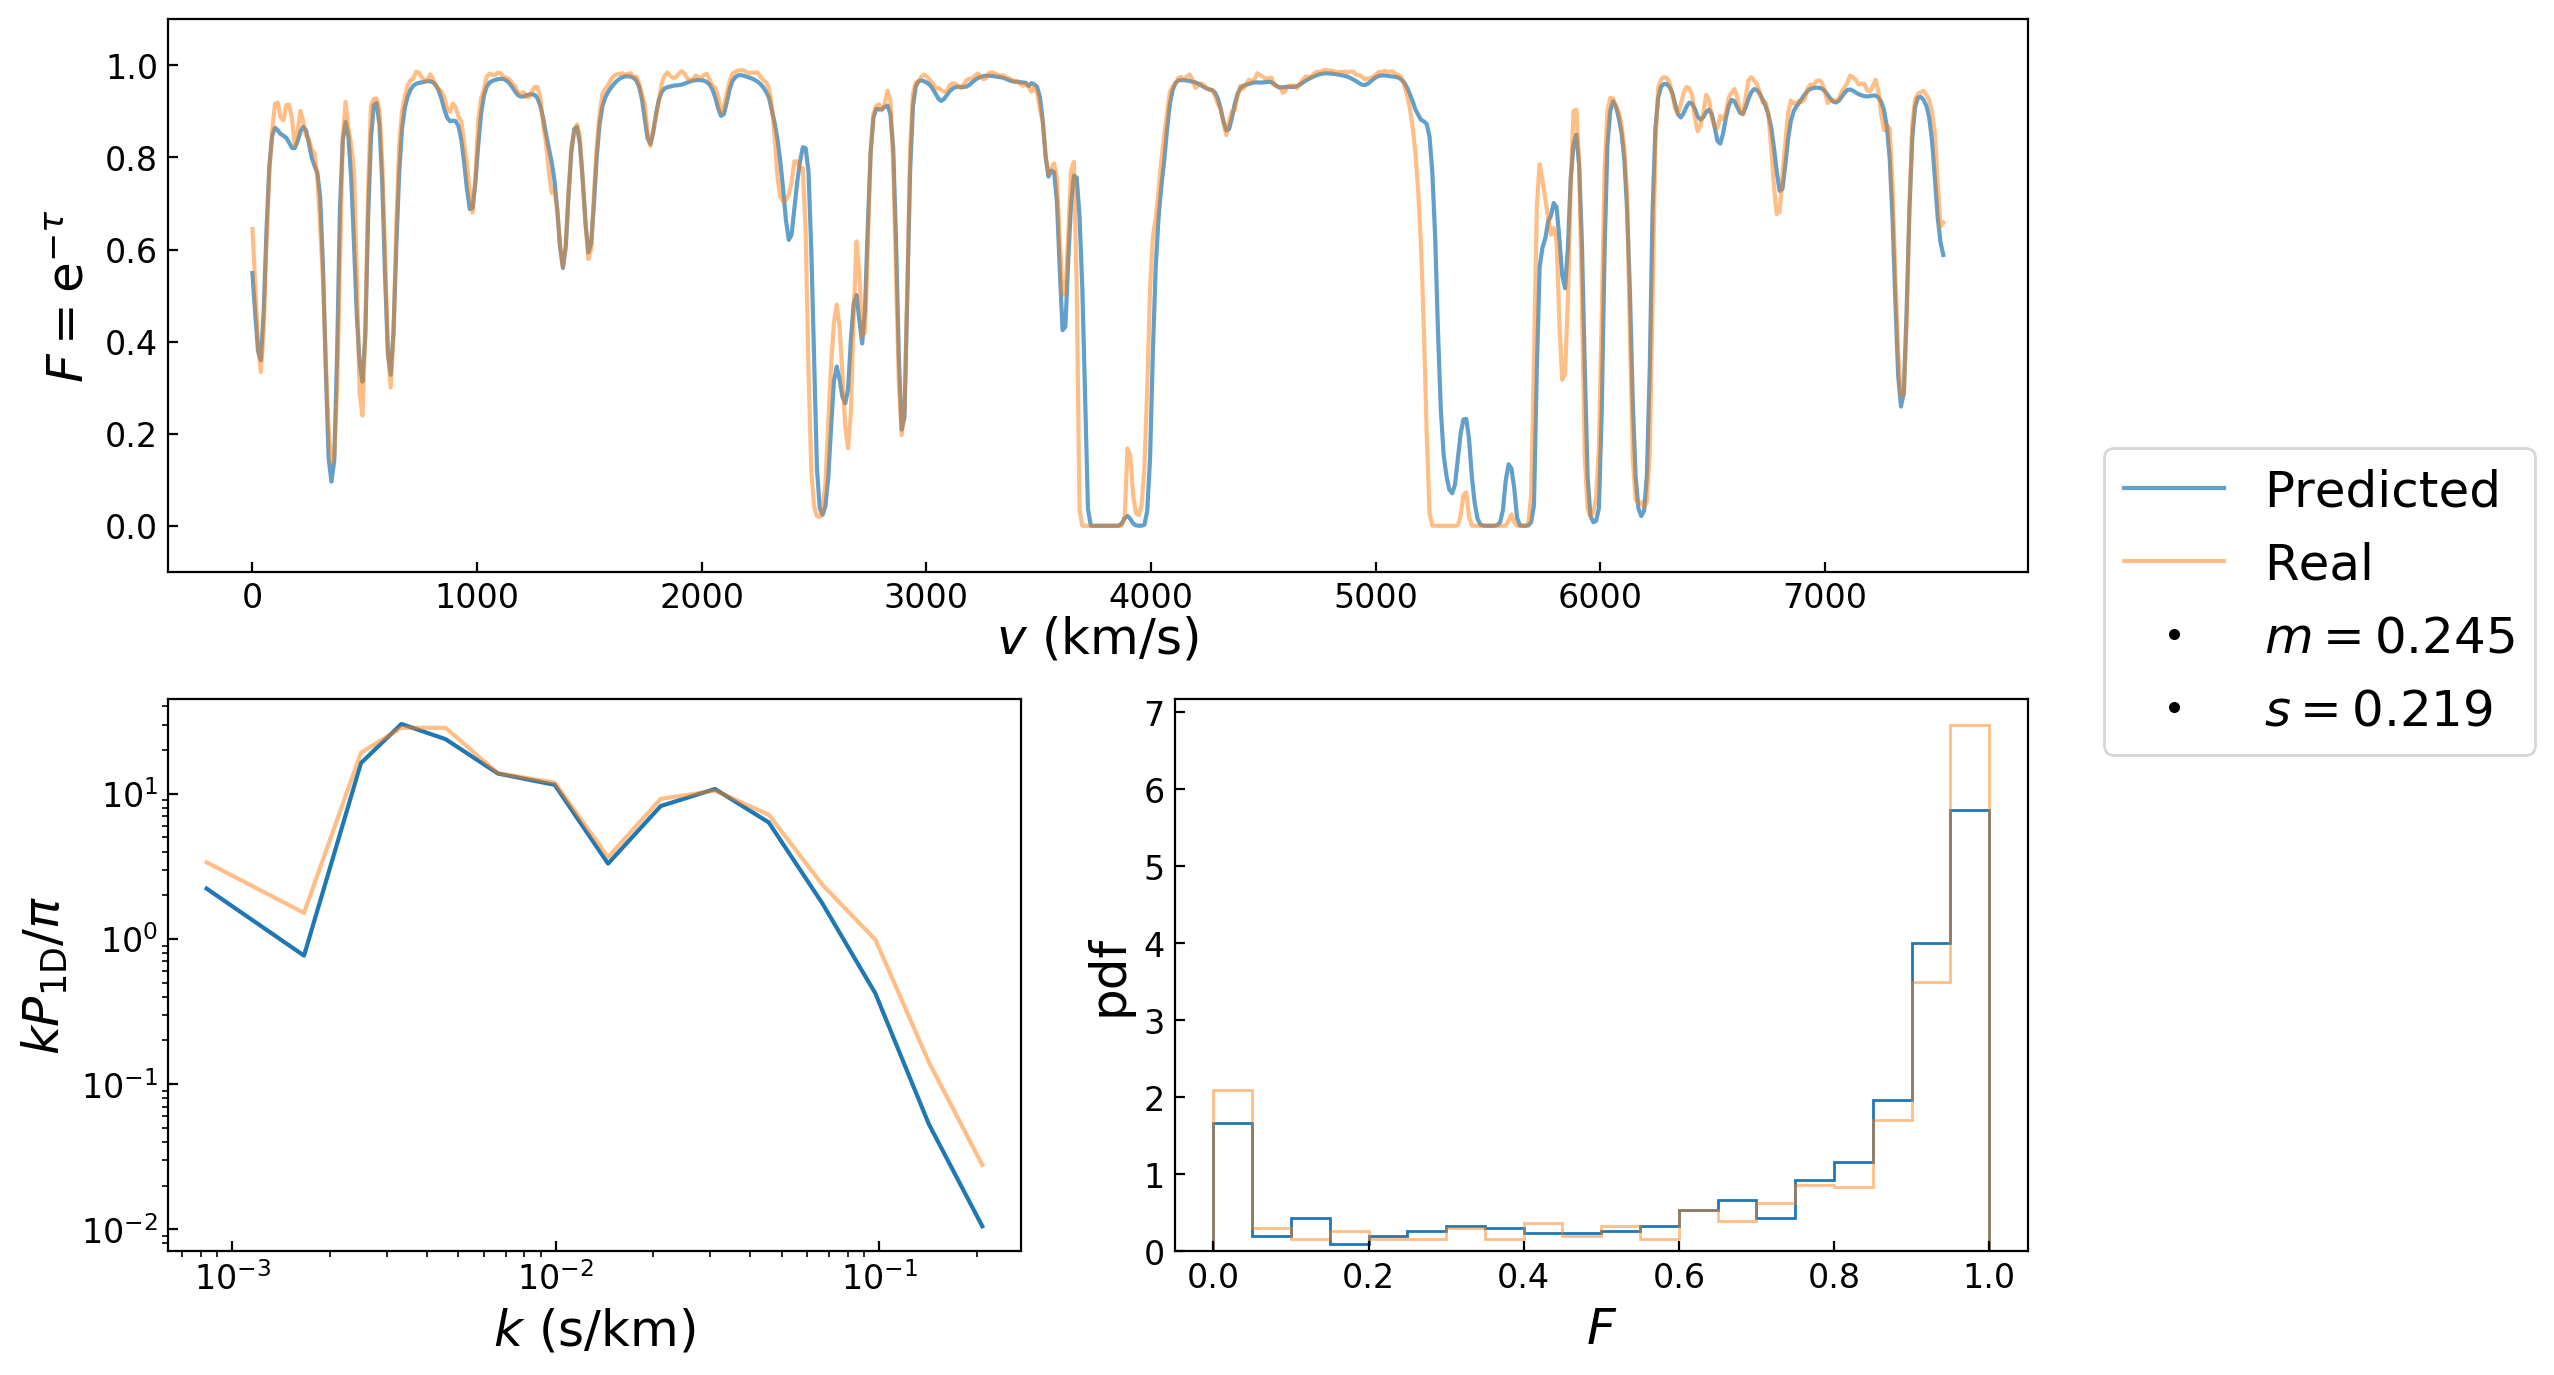 F = e^{−τ}
1.0
0.8
0.6
0.4
0.2
0.0
0 1000 2000 3000 4000 5000 6000 7000
v (km/s)
Predicted
Real
m = 0.245
s = 0.219
kP_{1D}/π
10^1
10^0
10^{−1}
10^{−2}
10^{−3} 10^{−2} 10^{−1}
k (s/km)
pdf
7
6
5
4
3
2
1
0
0.0 0.2 0.4 0.6 0.8 1.0
F